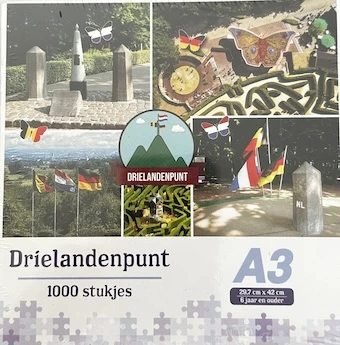 DRIELANDENPUNT
NL
Drielandenpunt
1000 stukjes
A3
29,7 cm x 42 cm
6 jaar en ouder